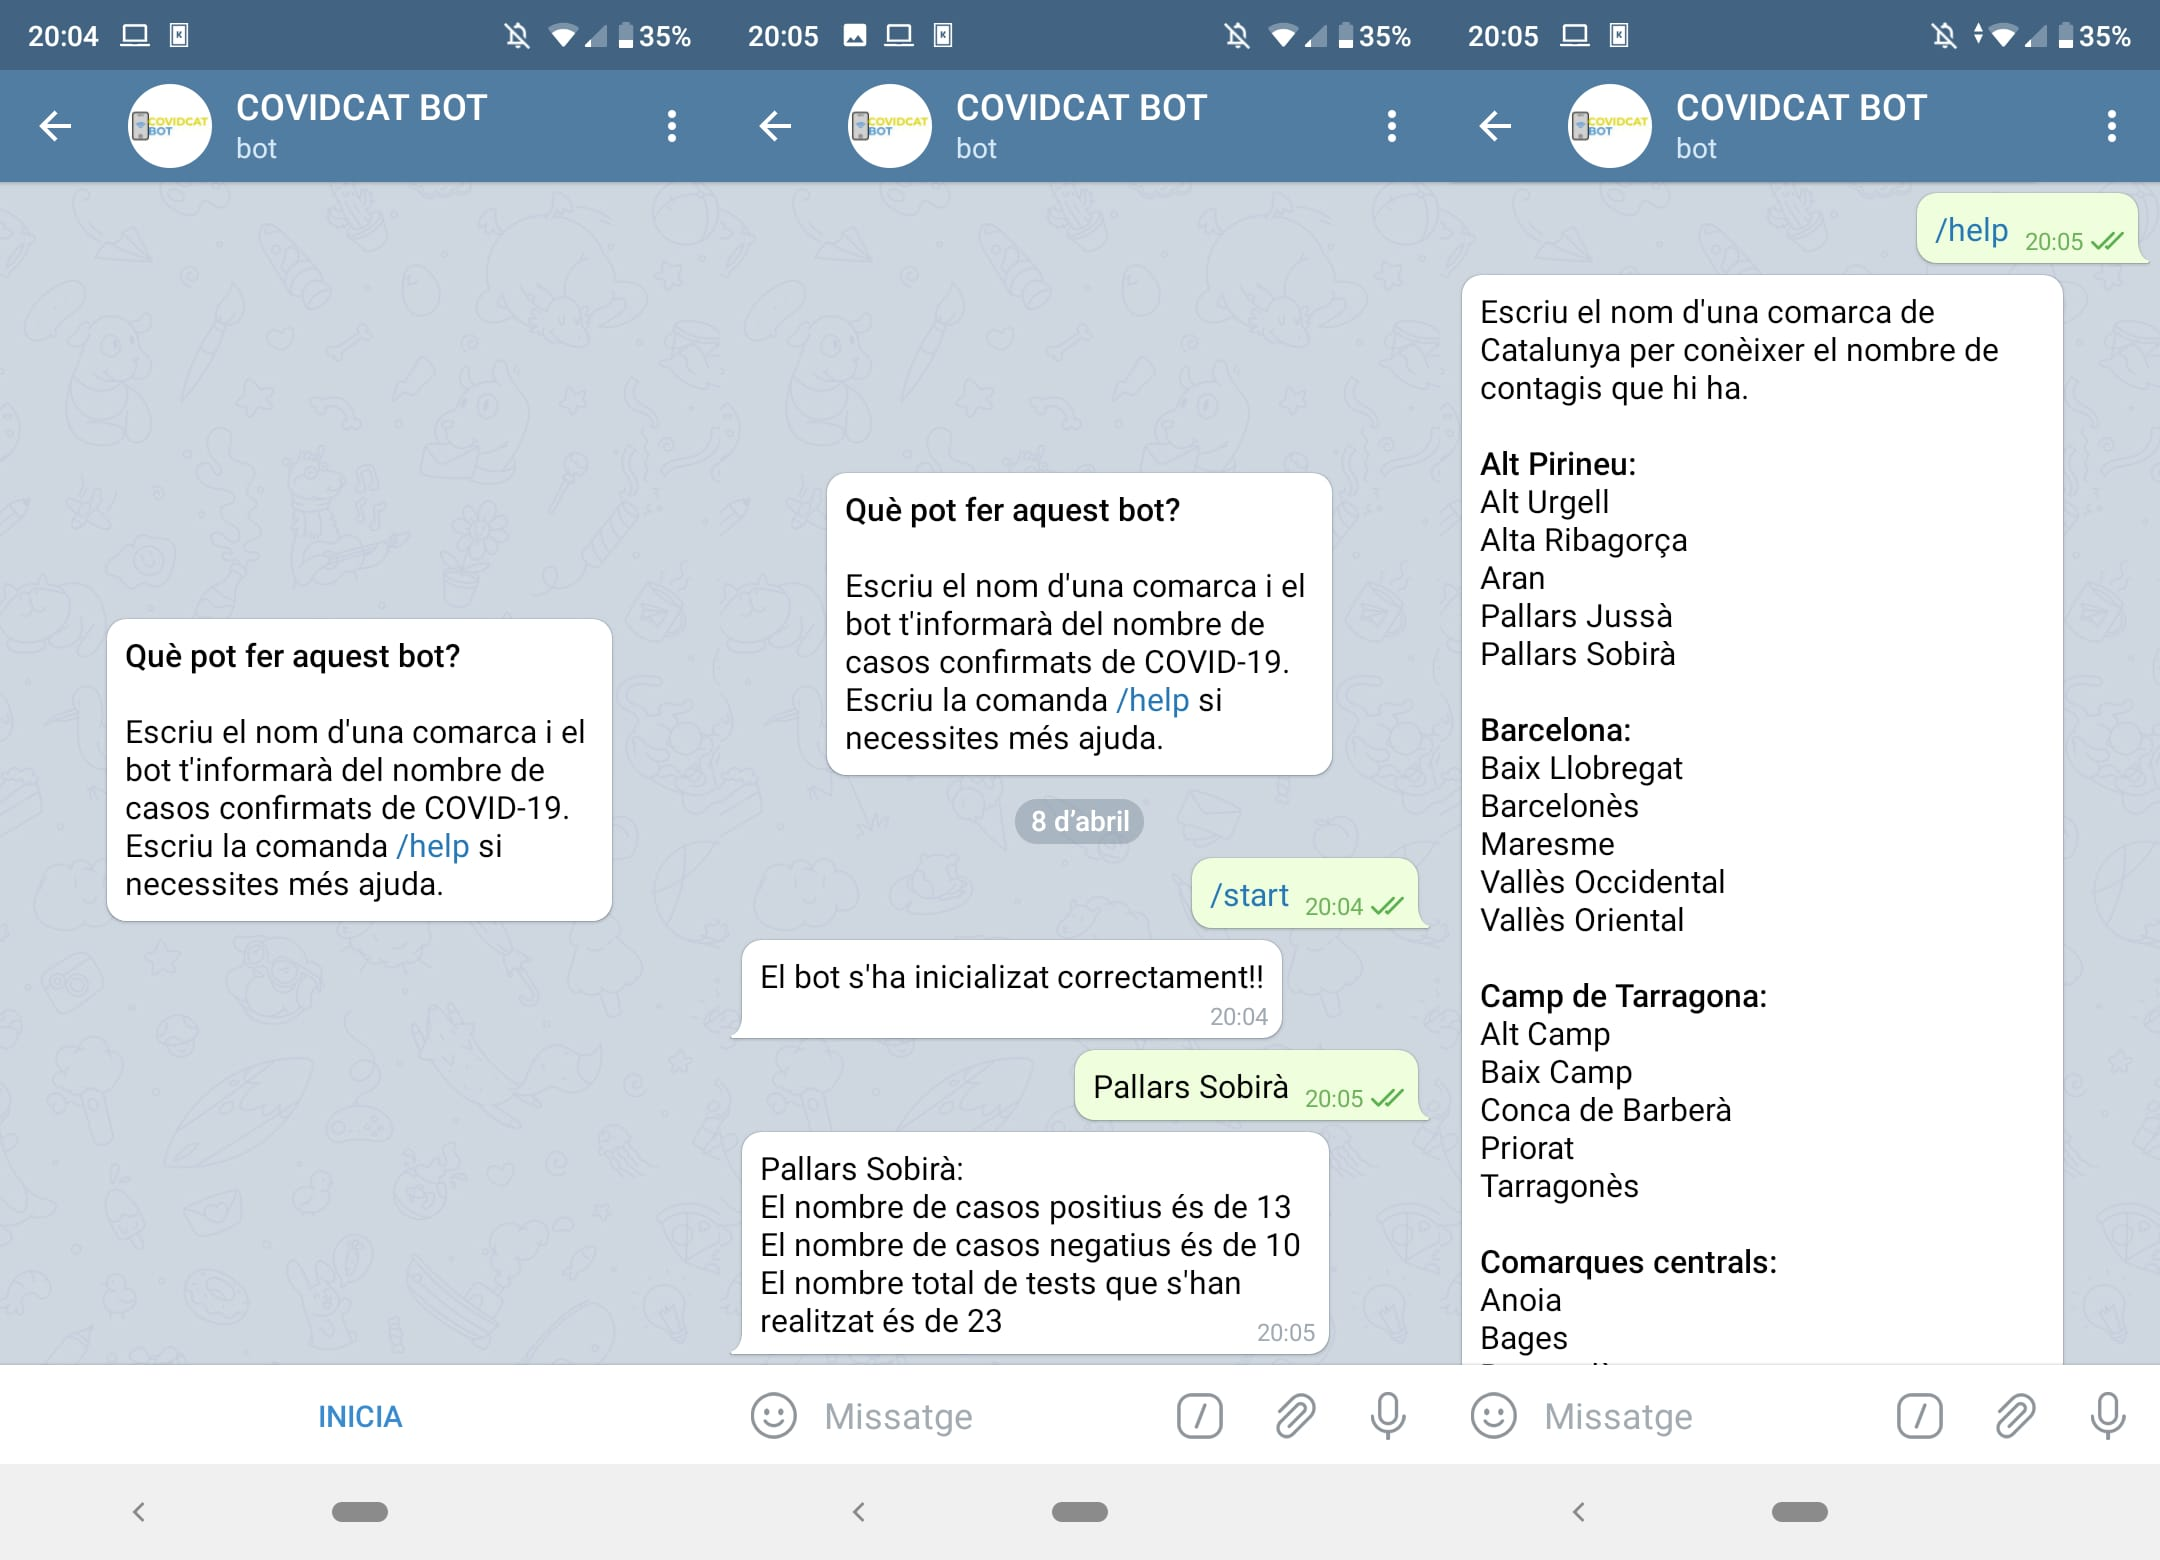 20:04
35%
COVIDCAT BOT
COVIDCAT BOT
bot
Què pot fer aquest bot?
Escriu el nom d'una comarca i el
bot t'informarà del nombre de
casos confirmats de COVID-19.
Escriu la comanda /help si
necessites més ajuda.
INICIA
20:05
35%
COVIDCAT BOT
COVIDCAT BOT
bot
Què pot fer aquest bot?
Escriu el nom d'una comarca i el
bot t'informarà del nombre de
casos confirmats de COVID-19.
Escriu la comanda /help si
necessites més ajuda.
8 d’abril
/start 20:04
El bot s'ha inicializat correctament!!
20:04
Pallars Sobirà 20:05
Pallars Sobirà:
El nombre de casos positius és de 13
El nombre de casos negatius és de 10
El nombre total de tests que s'han
realitzat és de 23
20:05
Missatge
20:05
35%
COVIDCAT BOT
COVIDCAT BOT
bot
/help 20:05
Escriu el nom d'una comarca de
Catalunya per conèixer el nombre de
contagis que hi ha.
Alt Pirineu:
Alt Urgell
Alta Ribagorça
Aran
Pallars Jussà
Pallars Sobirà
Barcelona:
Baix Llobregat
Barcelonès
Maresme
Vallès Occidental
Vallès Oriental
Camp de Tarragona:
Alt Camp
Baix Camp
Conca de Barberà
Priorat
Tarragonès
Comarques centrals:
Anoia
Bages
Missatge